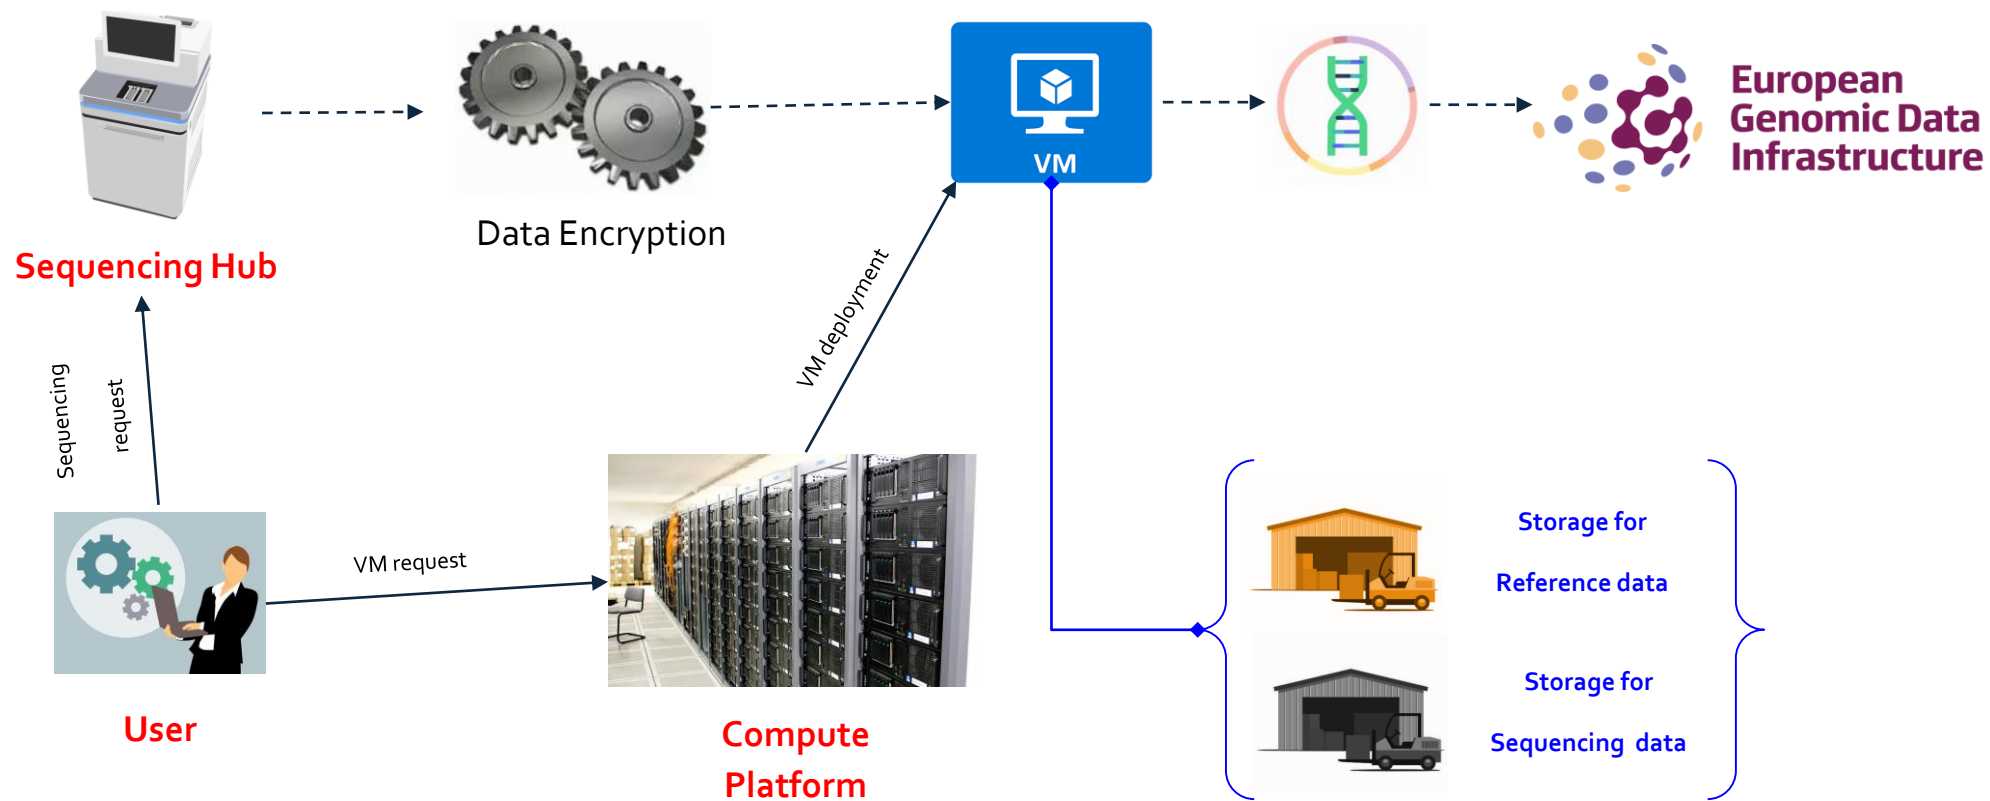 European
Genomic Data
Infrastructure
VM
Data Encryption
Sequencing Hub
VM deployment
Sequencing
request
VM request
Storage for
Reference data
Storage for
Sequencing data
User
Compute
Platform